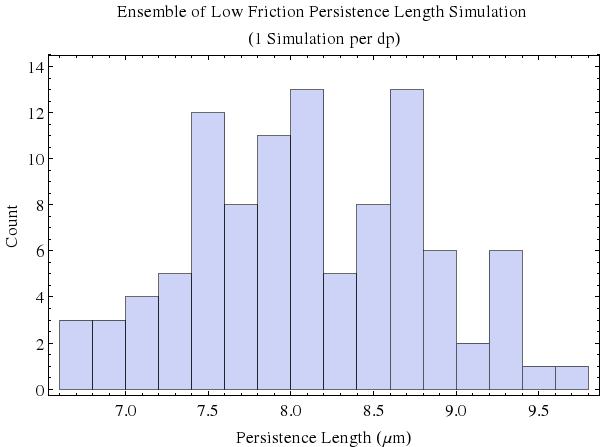 Ensemble of Low Friction Persistence Length Simulation
(1 Simulation per dp)
14
12
10
8
6
4
2
0
Count
7.0 7.5 8.0 8.5 9.0 9.5
Persistence Length (μm)